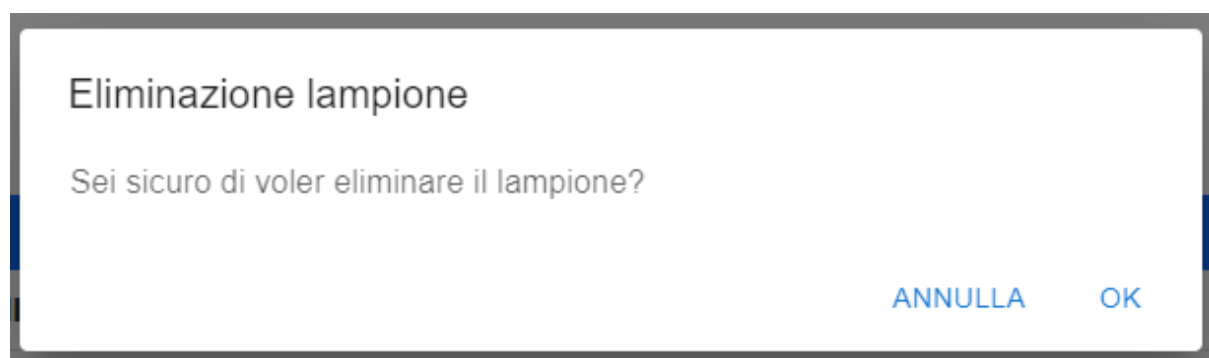 Eliminazione lampione
Sei sicuro di voler eliminare il lampione?
ANNULLA OK